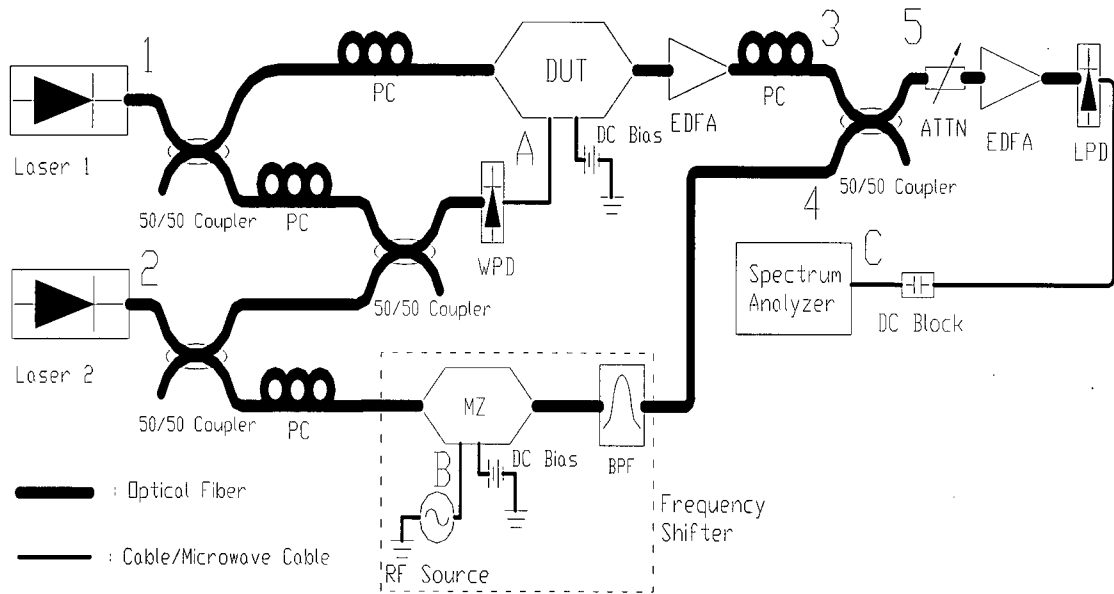 1
3
5
PC
DUT
EDFA
PC
ATTN
EDFA
LPD
Laser 1
A
DC Bias
50/50 Coupler
PC
WPD
4
50/50 Coupler
2
50/50 Coupler
C
Spectrum
Analyzer
DC Block
Laser 2
50/50 Coupler
PC
MZ
B
DC Bias
BPF
Frequency
Shifter
RF Source
: Optical Fiber
: Cable/Microwave Cable